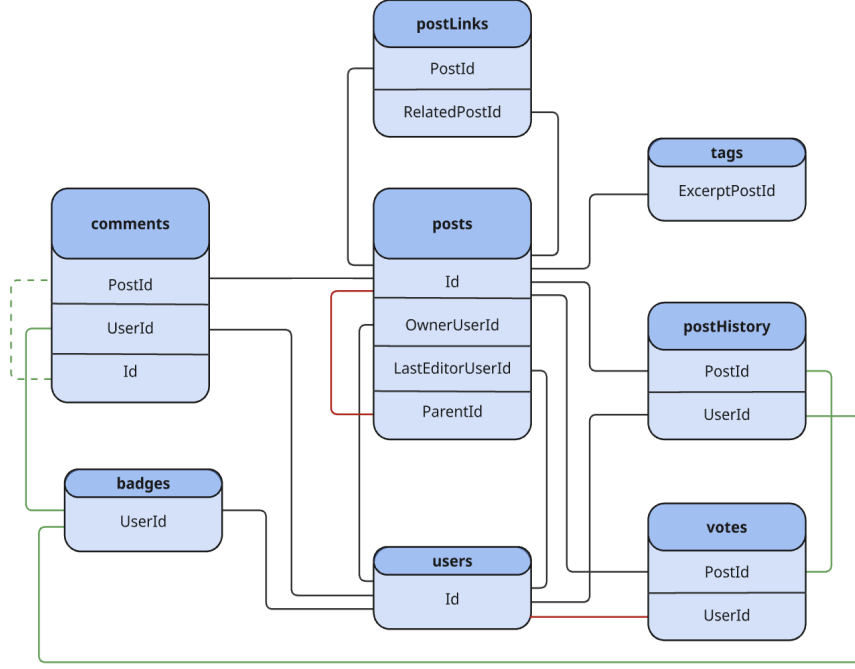 postLinks
PostId
RelatedPostId
tags
ExcerptPostId
comments
PostId
UserId
Id
posts
Id
OwnerUserId
LastEditorUserId
ParentId
postHistory
PostId
UserId
badges
UserId
users
Id
votes
PostId
UserId